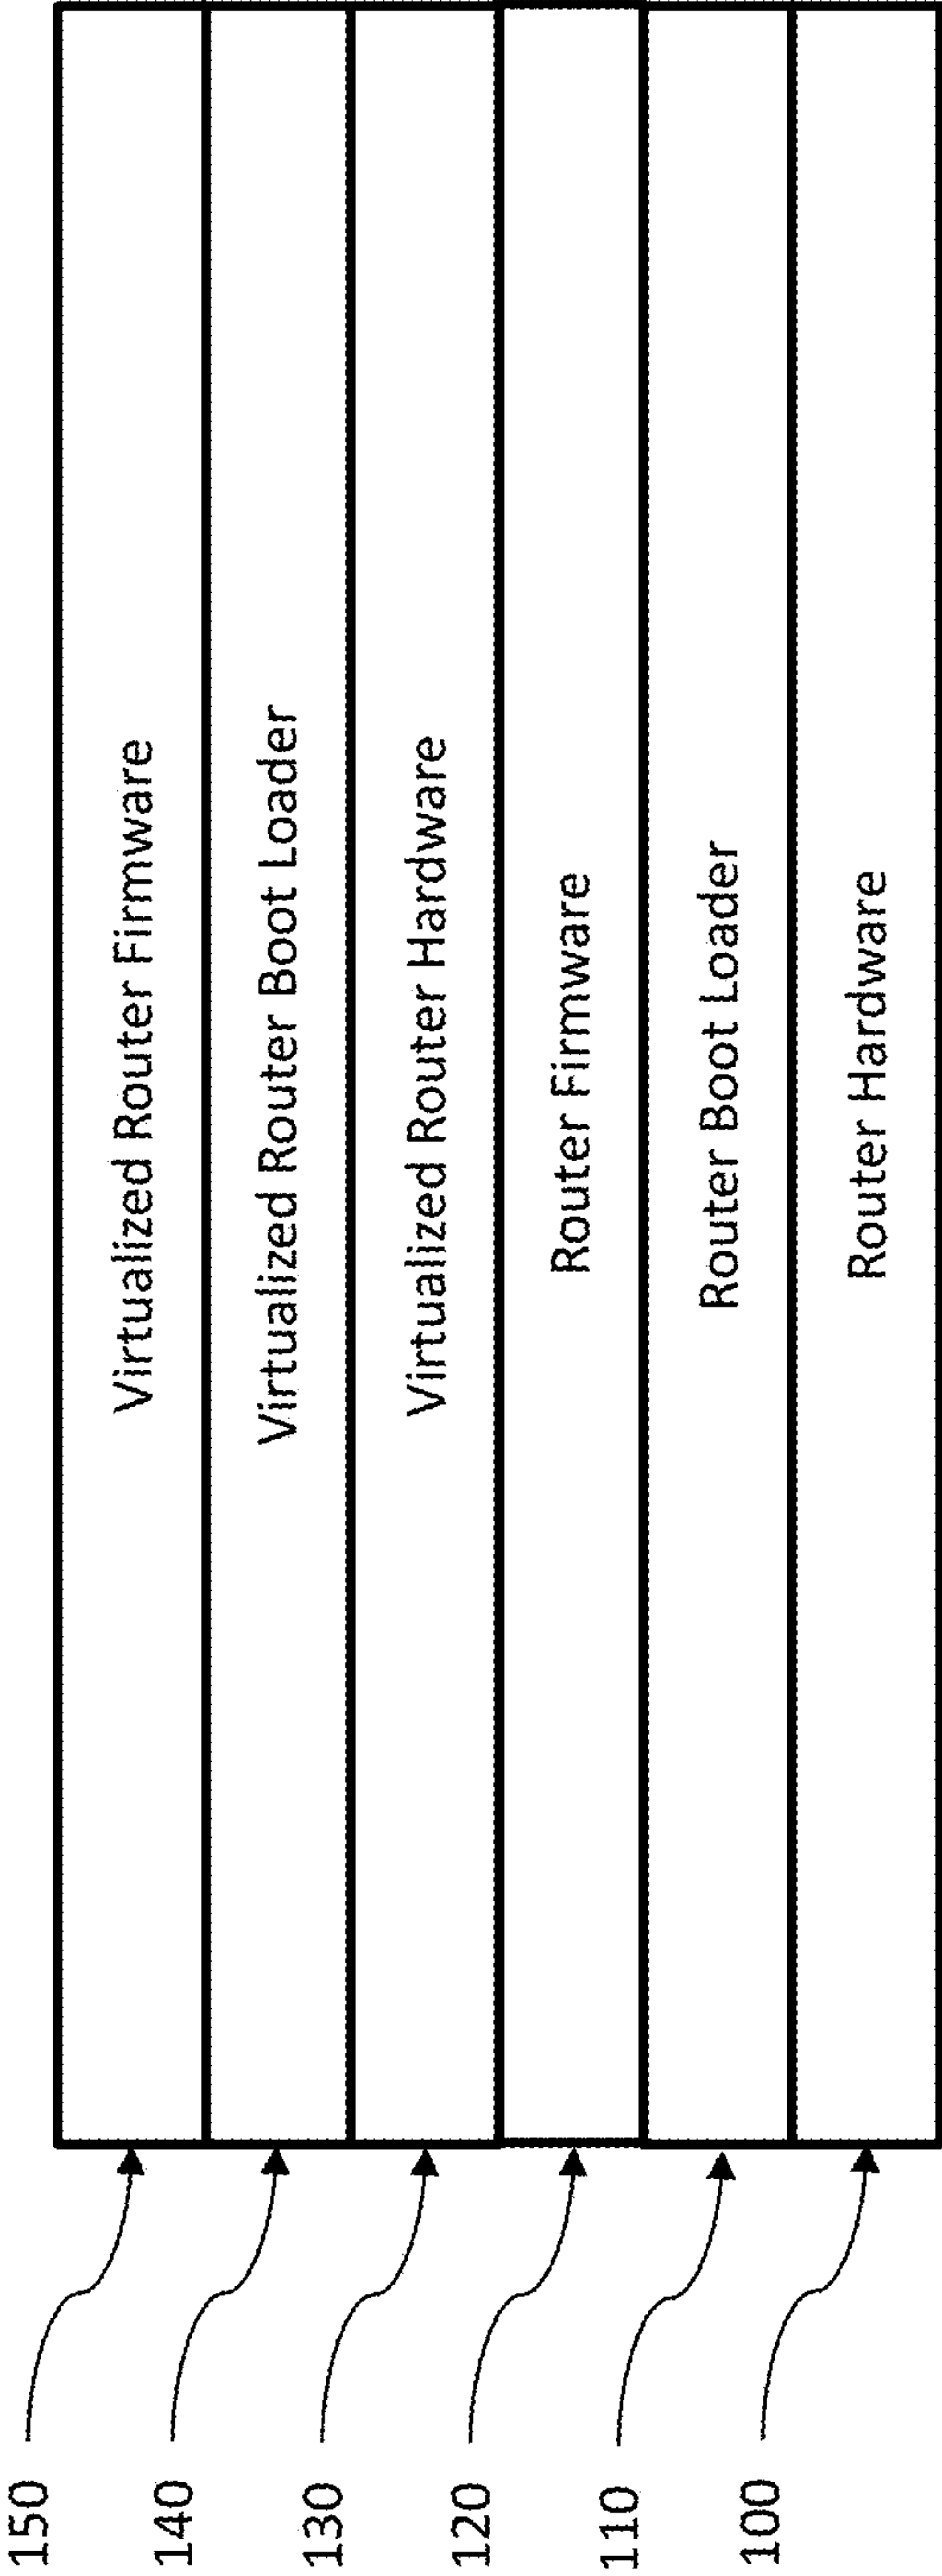 150
Virtualized Router Firmware
140
Virtualized Router Boot Loader
130
Virtualized Router Hardware
120
Router Firmware
110
Router Boot Loader
100
Router Hardware